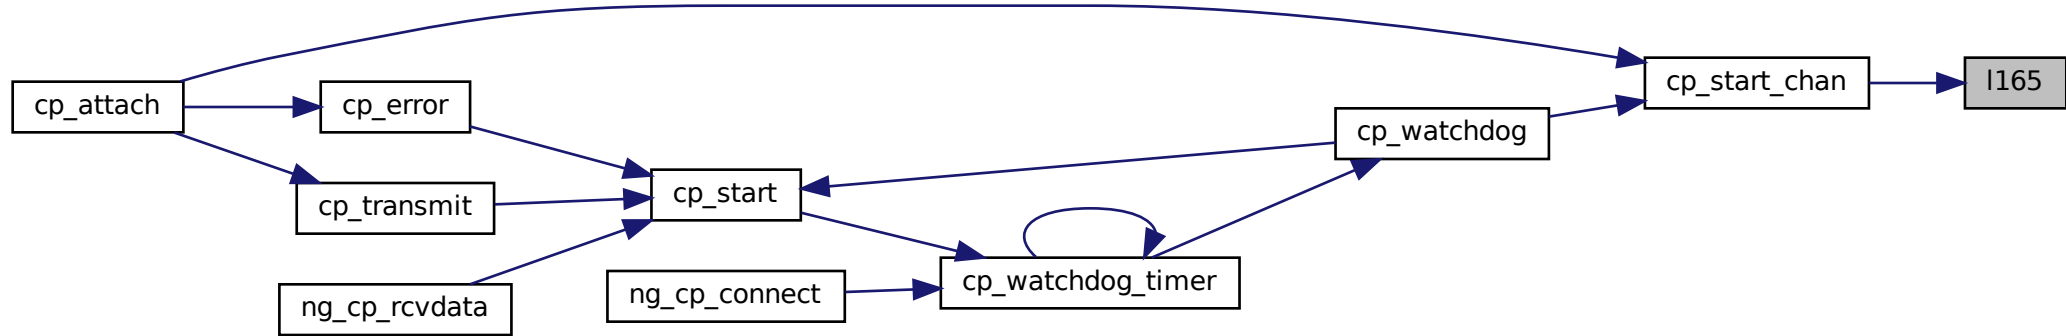 cp_attach
cp_error
cp_transmit
ng_cp_rcvdata
cp_start
ng_cp_connect
cp_watchdog_timer
cp_watchdog
cp_start_chan
l165